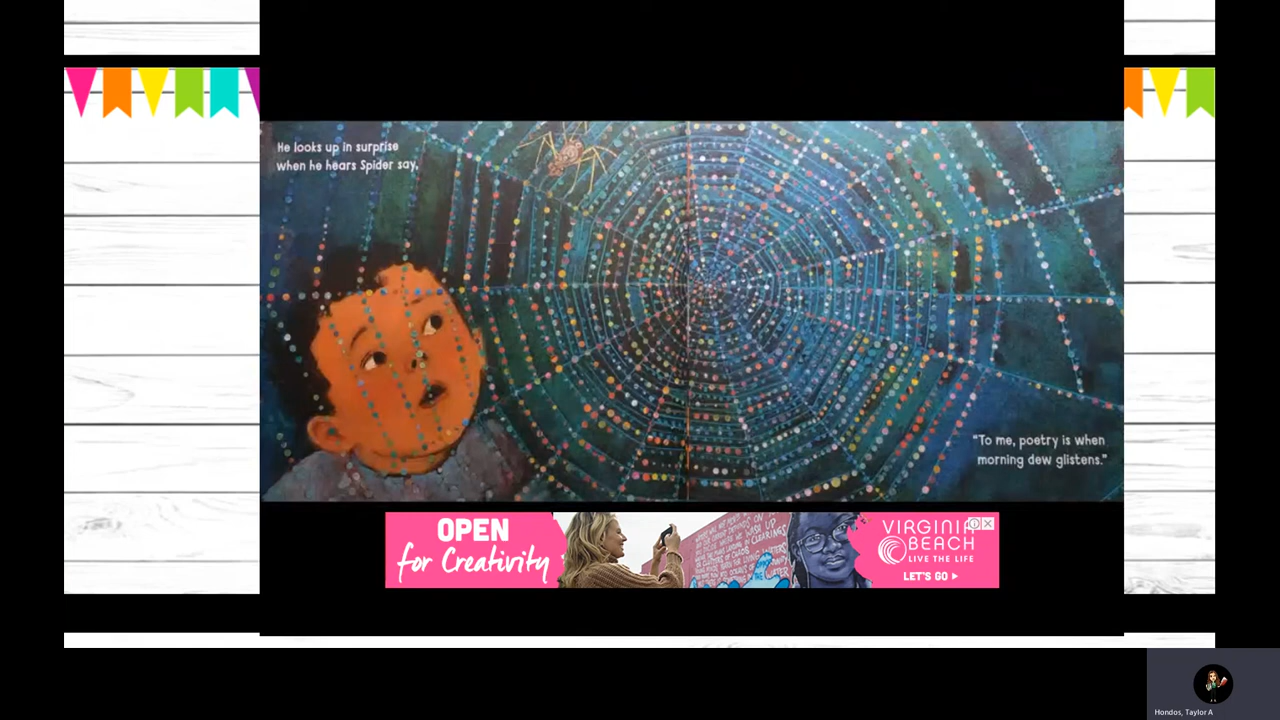 He looks up in surprise
when he hears Spider say,
"To me, poetry is when
morning dew glistens."
OPEN
for Creativity
VIRGINIA
BEACH
LIVE THE LIFE
LET'S GO
Hondos, Taylor A